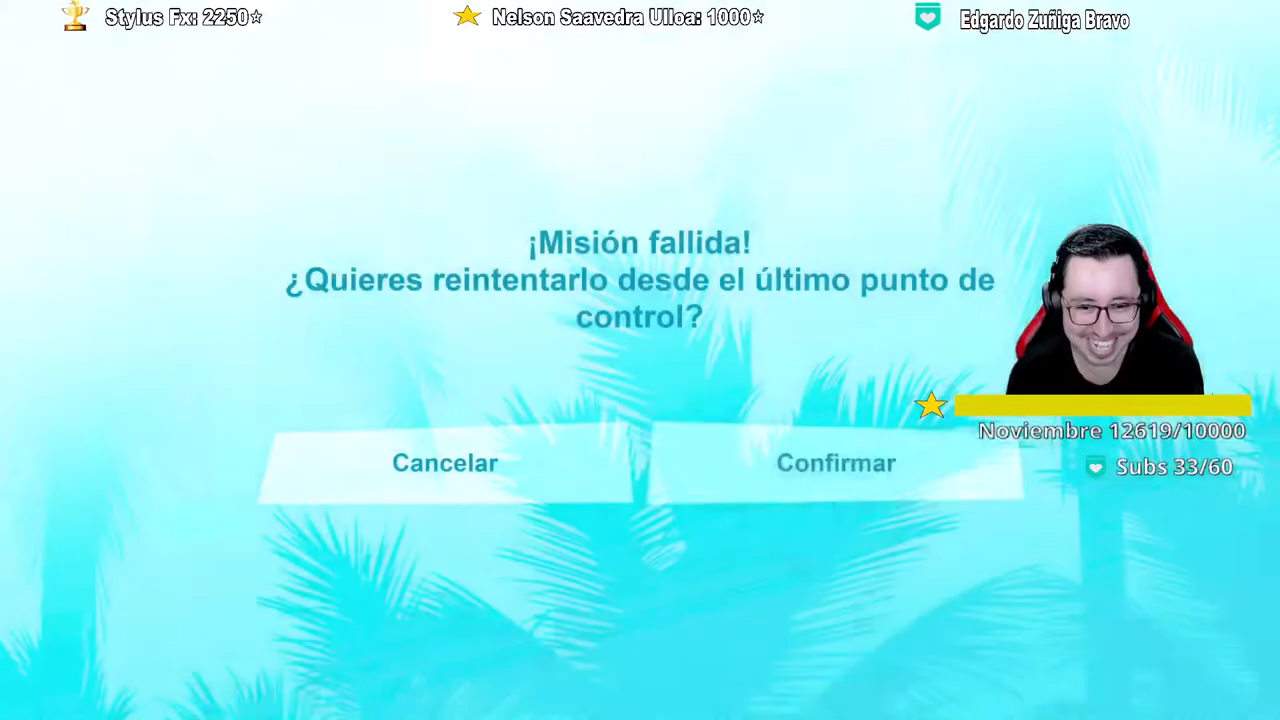 Stylus Fx: 2250⭐
Nelson Saavedra Ulloa: 1000⭐
Edgardo Zuñiga Bravo
¡Misión fallida!
¿Quieres reintentarlo desde el último punto de
control?
Cancelar
Confirmar
Noviembre 12619/10000
Subs 33/60